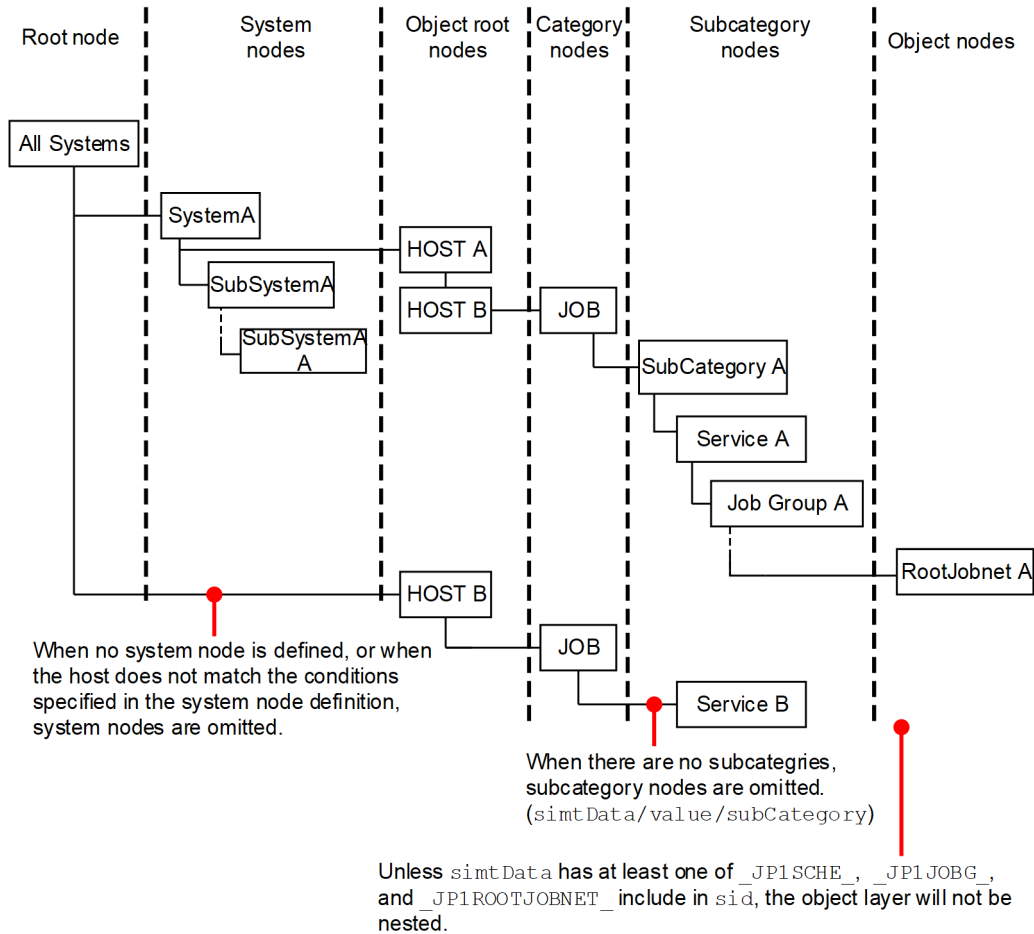 Root node
System
nodes
Object root
nodes
Category
nodes
Subcategory
nodes
Object nodes
All Systems
SystemA
HOST A
SubSystemA
HOST B
JOB
SubSystemA
A
SubCategory A
Service A
Job Group A
RootJobnet A
HOST B
JOB
Service B
When no system node is defined, or when
the host does not match the conditions
specified in the system node definition,
system nodes are omitted.
When there are no subcategries,
subcategory nodes are omitted.
(simtData/value/subCategory)
Unless simtData has at least one of _JP1SCHE_, _JP1JOBG_,
and _JP1ROOTJOBNET_ include in sid, the object layer will not be
nested.